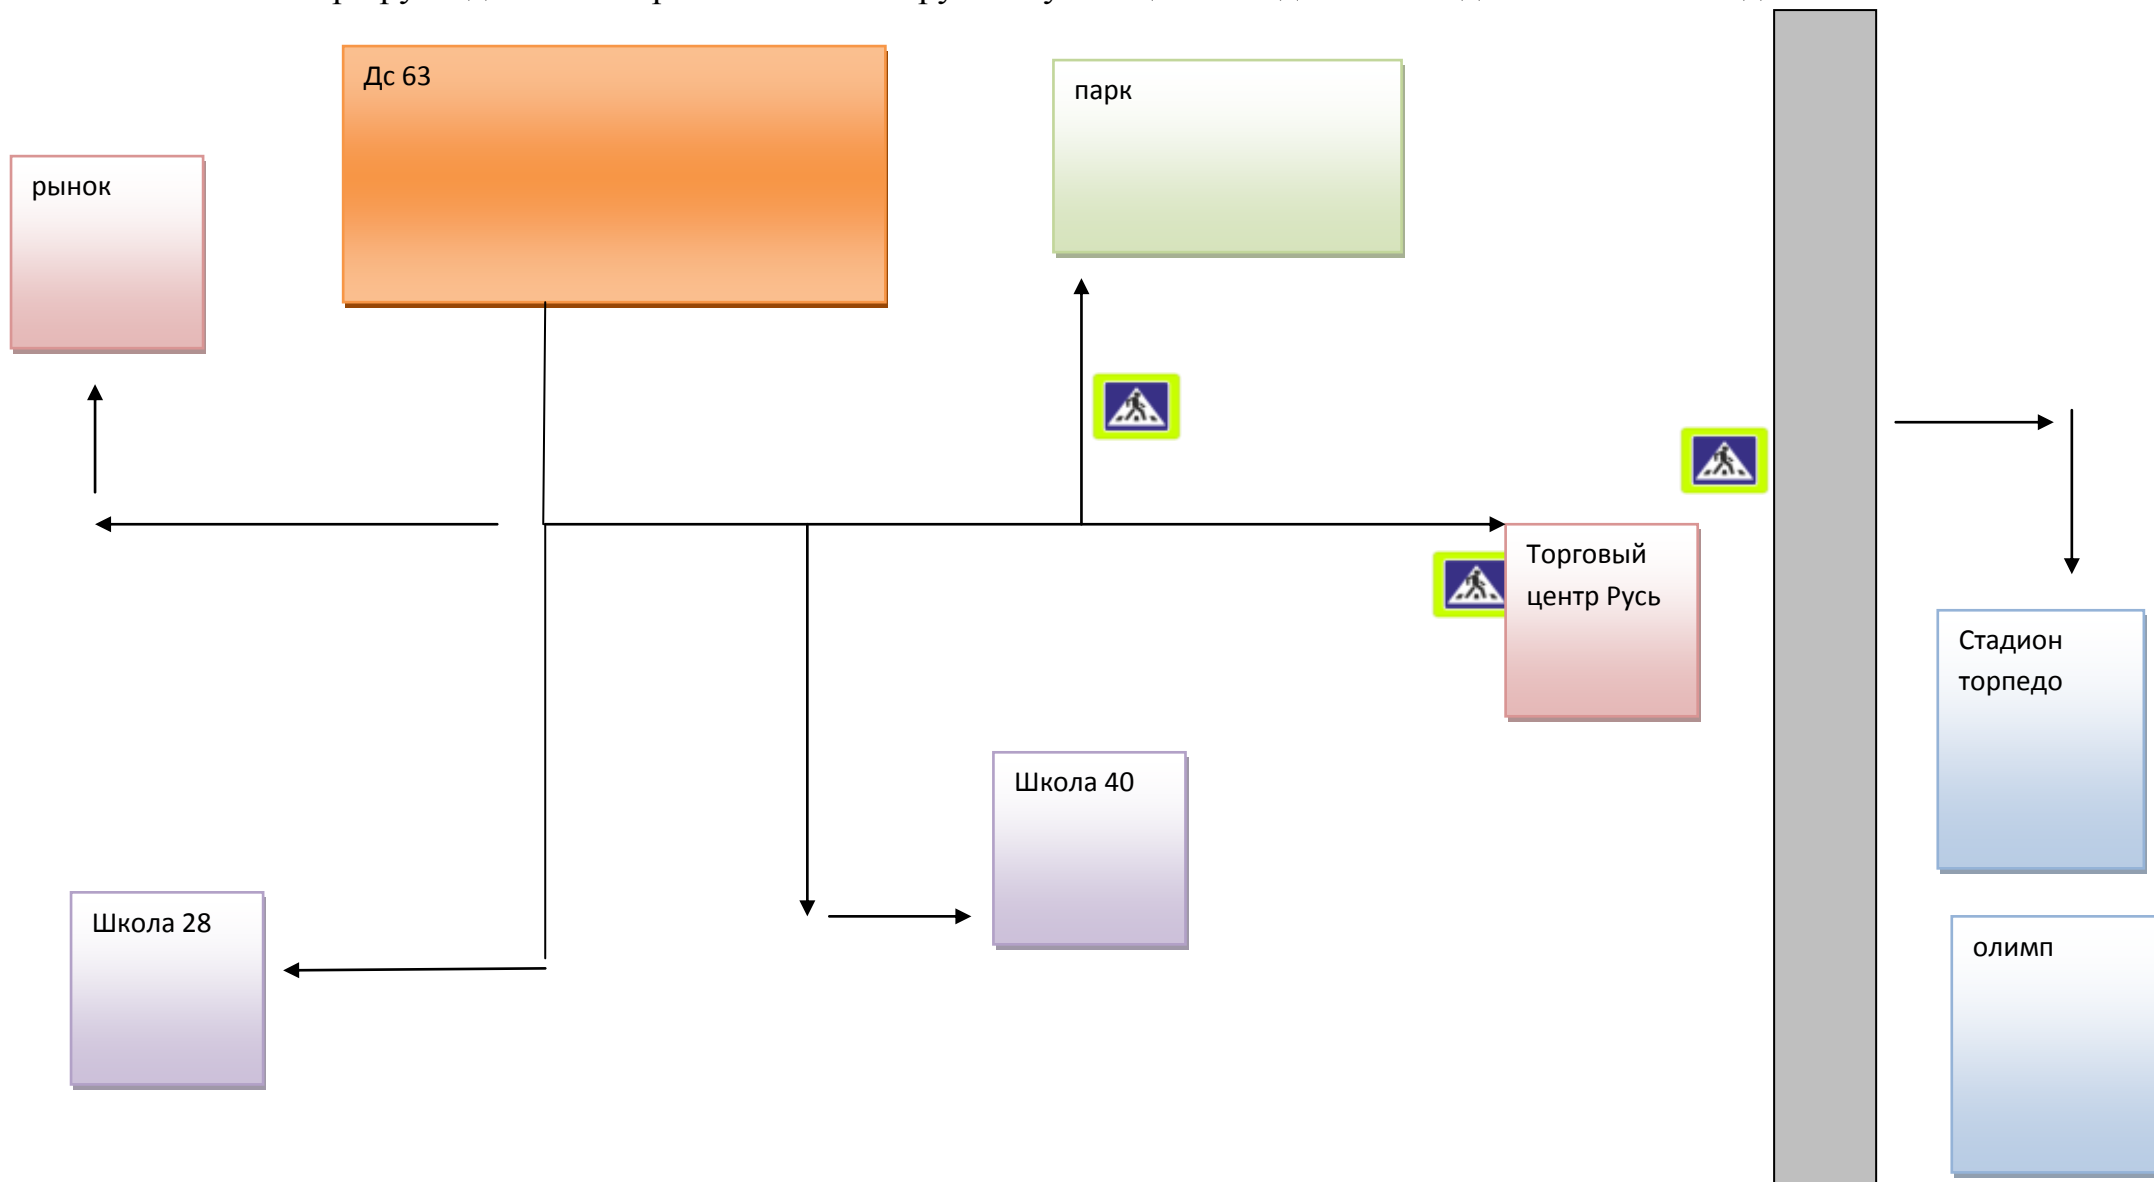 Дс 63
парк
рынок
Торговый
центр Русь
Стадион
торпедо
Школа 40
Школа 28
олимп